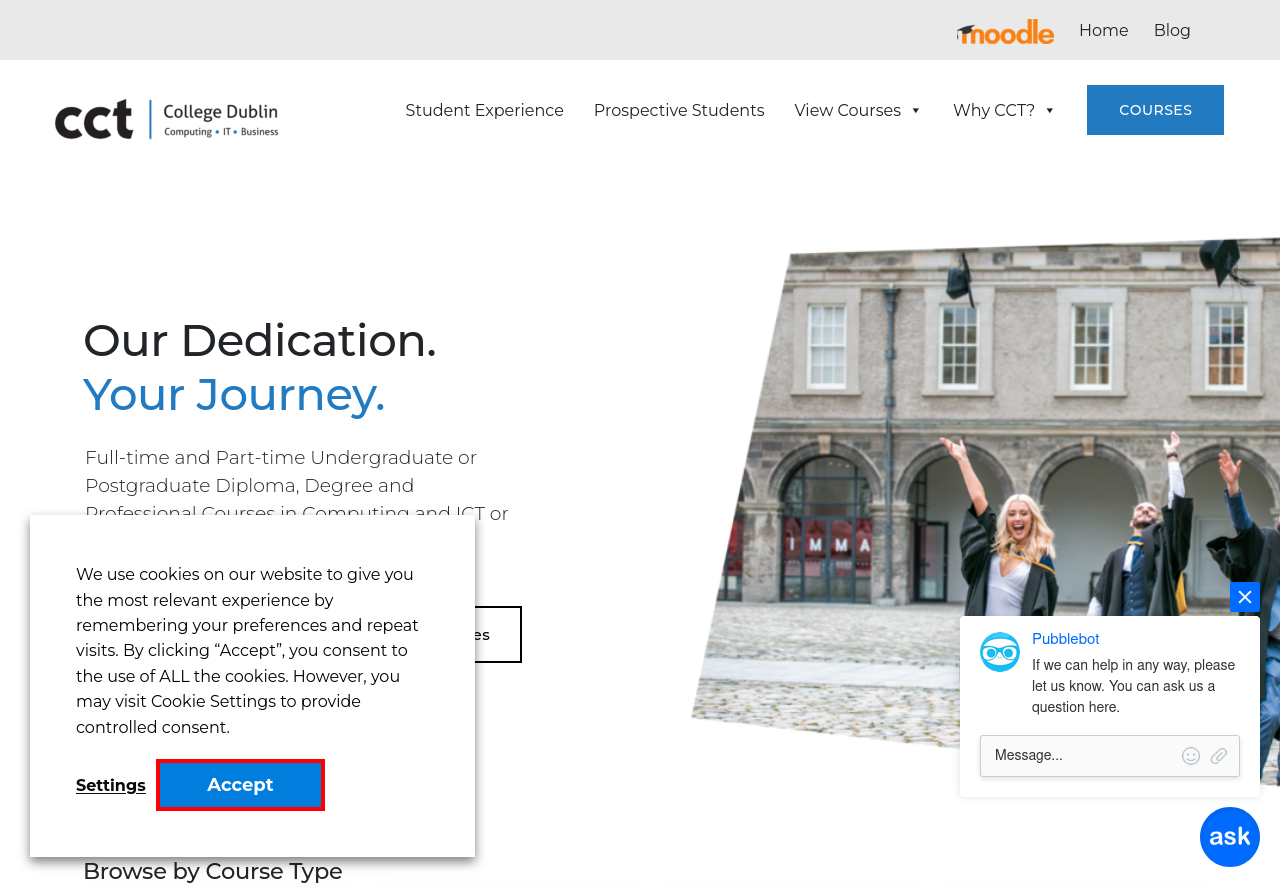 moodle
Home
Blog
cct
College Dublin
Computing • IT • Business
Student Experience
Prospective Students
View Courses
Why CCT?
COURSES
Our Dedication.
Your Journey.
Full-time and Part-time Undergraduate or
Postgraduate Diploma, Degree and
Professional Courses in Computing and ICT or
IMMA
We use cookies on our website to give you
the most relevant experience by
remembering your preferences and repeat
visits. By clicking “Accept”, you consent to
the use of ALL the cookies. However, you
may visit Cookie Settings to provide
controlled consent.
Settings
Accept
Pubblebot
If we can help in any way, please
let us know. You can ask us a
question here.
Message...
ask
Browse by Course Type